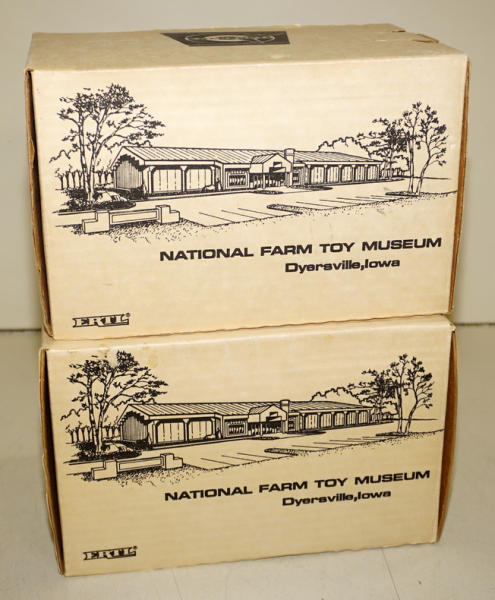 NATIONAL FARM TOY MUSEUM
Dyersville,Iowa
ERTL
NATIONAL FARM TOY MUSEUM
Dyersville,Iowa
ERTL